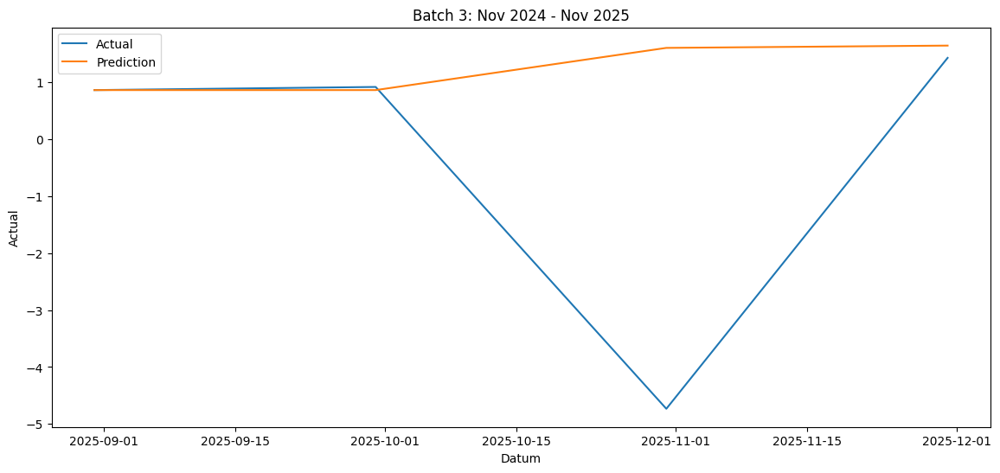 Batch 3: Nov 2024 - Nov 2025
Actual
Prediction
1
0
−1
−2
−3
−4
−5
Actual
2025-09-01
2025-09-15
2025-10-01
2025-10-15
2025-11-01
2025-11-15
2025-12-01
Datum